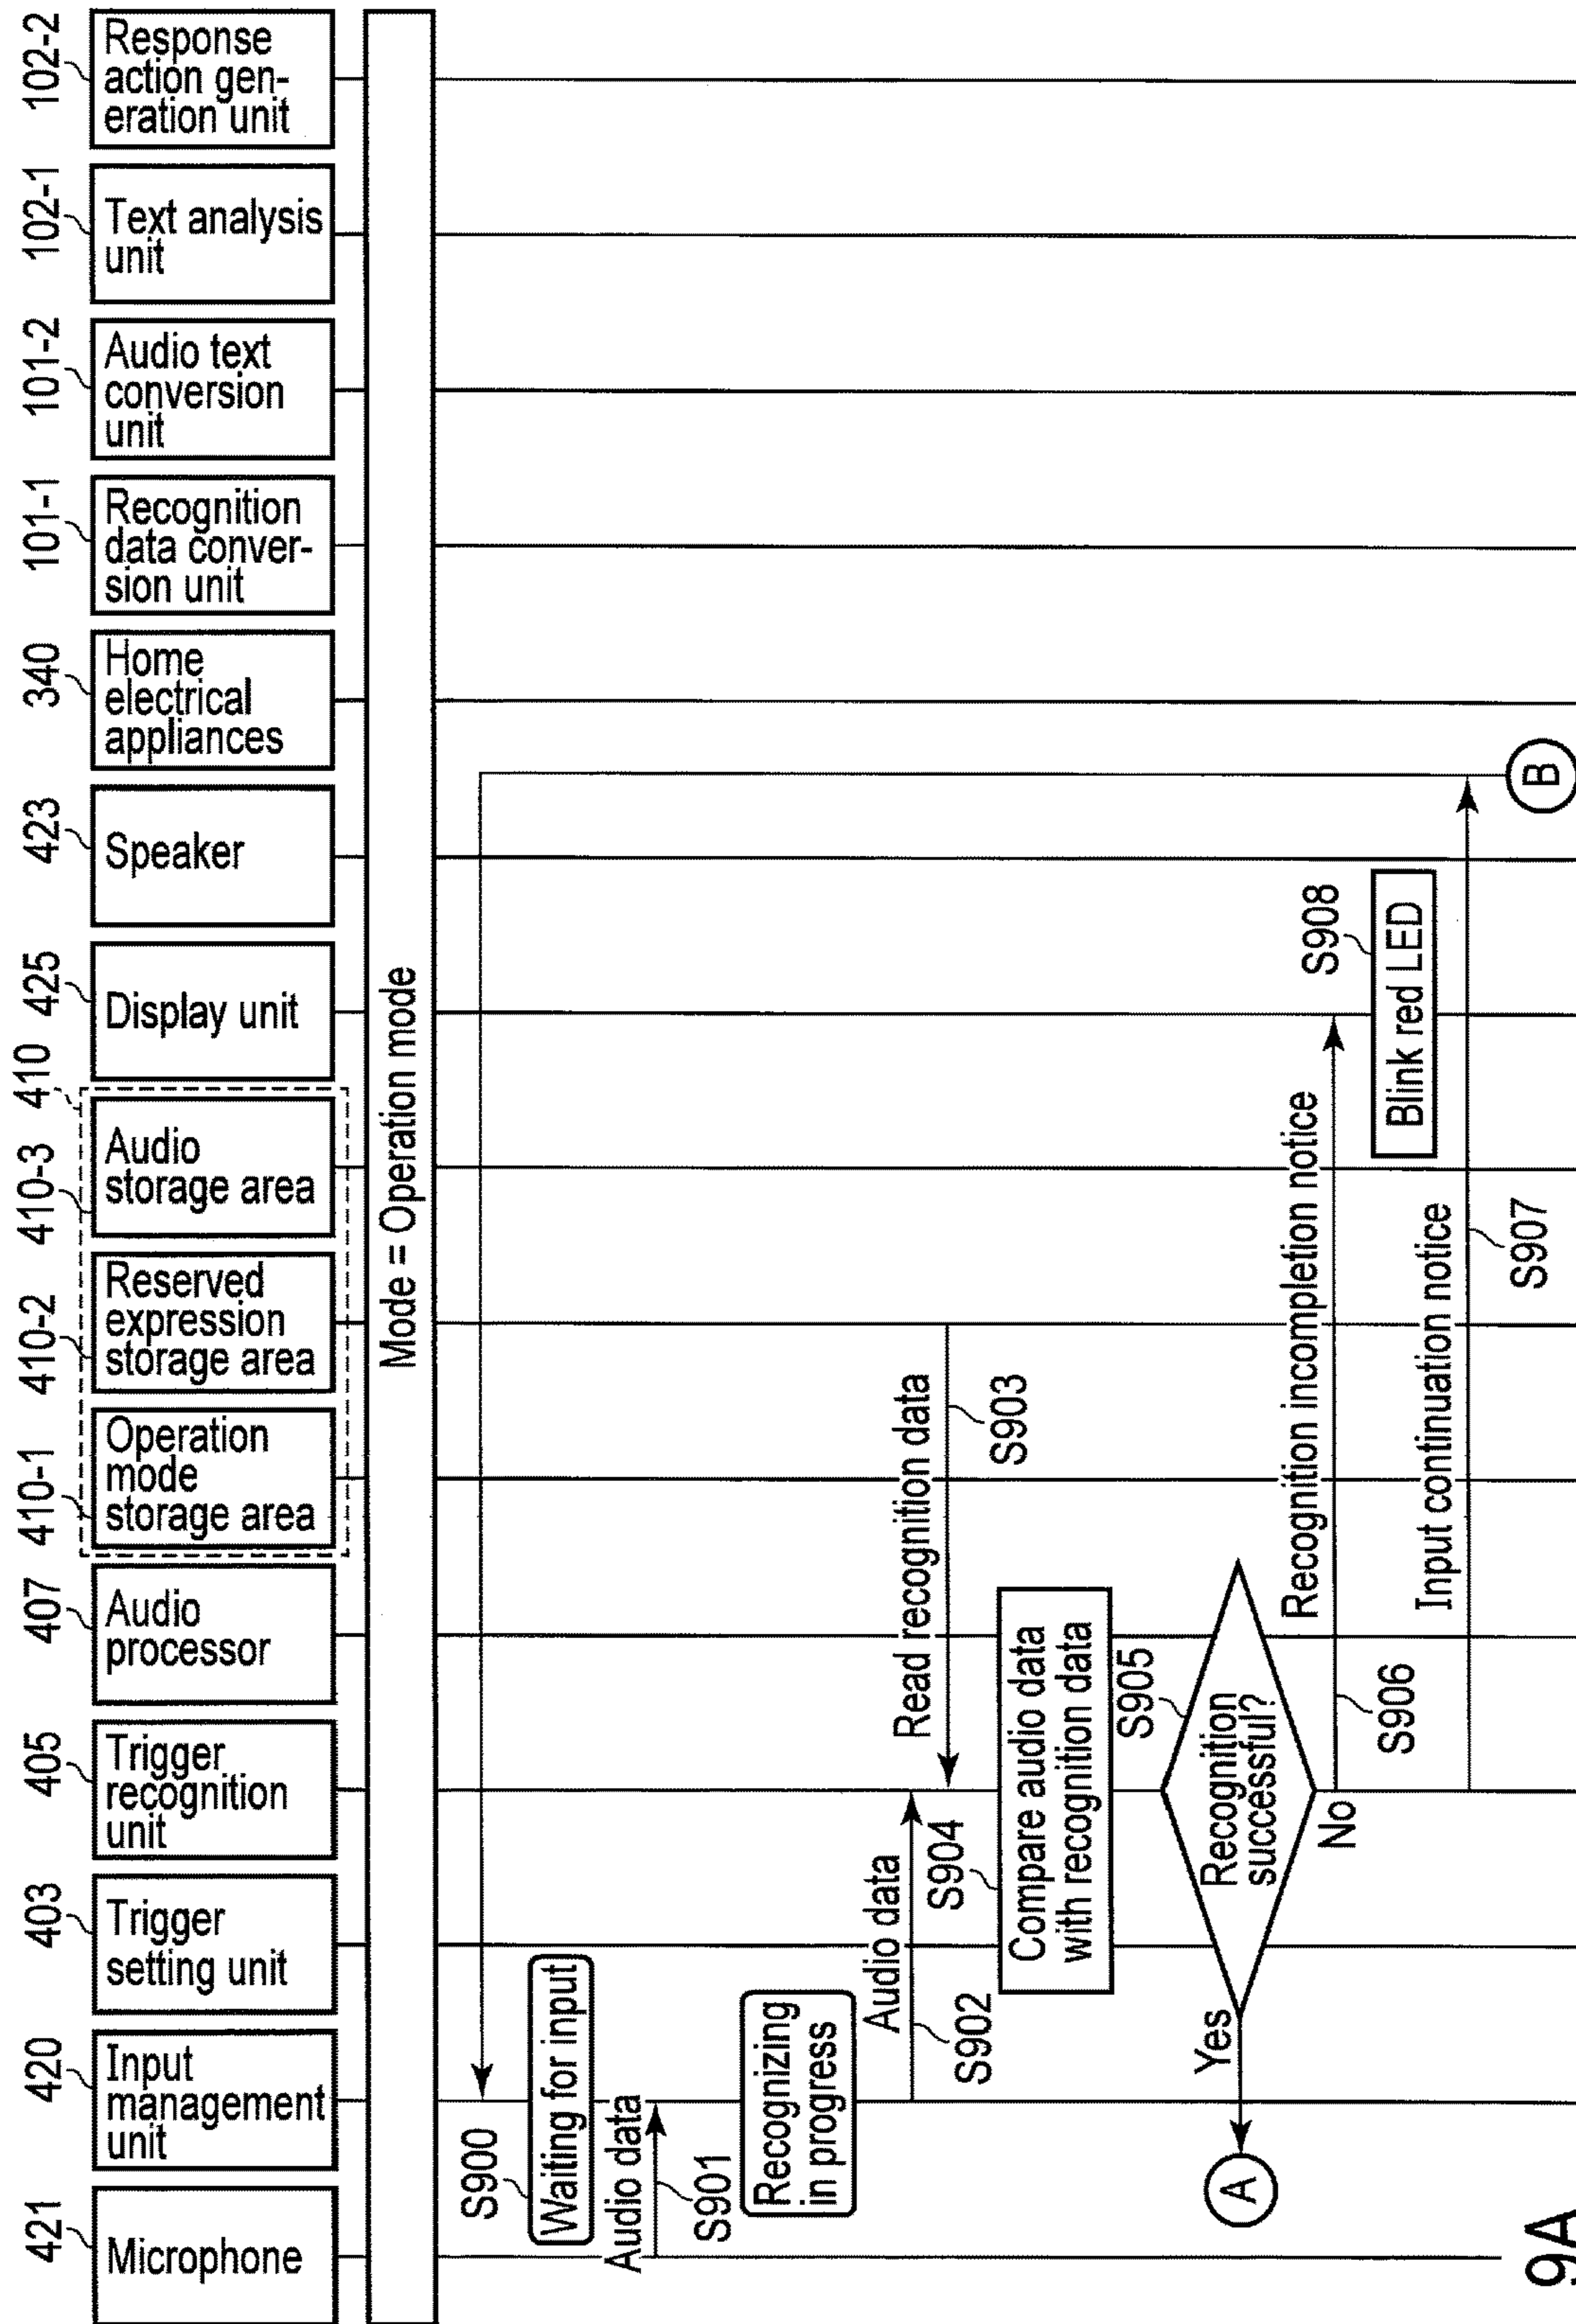 421
Microphone
420
Input
management
unit
403
Trigger
setting unit
405
Trigger
recognition
unit
407
Audio
processor
410
410-1
Operation
mode
storage area
410-2
Reserved
expression
storage area
410-3
Audio
storage area
425
Display unit
423
Speaker
340
Home
electrical
appliances
101-1
Recognition
data conver-
sion unit
101-2
Audio text
conversion
unit
102-1
Text analysis
unit
102-2
Response
action gen-
eration unit
Mode = Operation mode
S900
Waiting for input
Audio data
S901
Recognizing
in progress
Audio data
S902
Read recognition data
S903
S904
Compare audio data
with recognition data
S905
Recognition
successful?
Yes
A
No
Recognition incompletion notice
S906
S908
Blink red LED
Input continuation notice
S907
B
9A